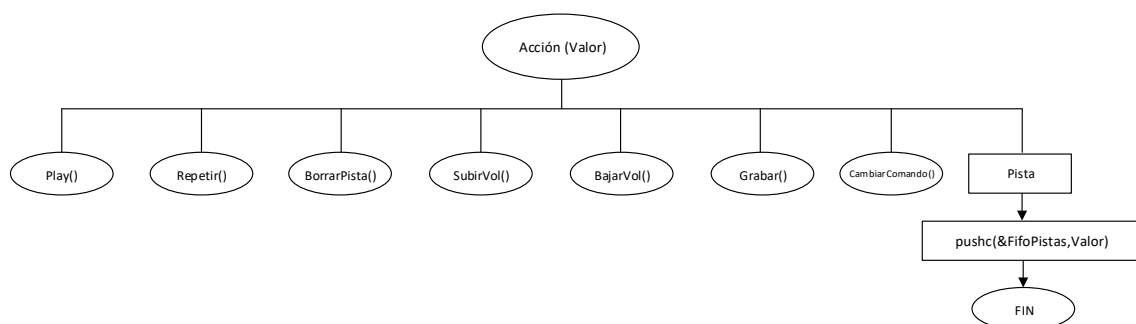 Acción (Valor)
Play()
Repetir()
BorrarPista()
SubirVol()
BajarVol()
Grabar()
CambiarComando()
Pista
pushc(&FifoPistas,Valor)
FIN